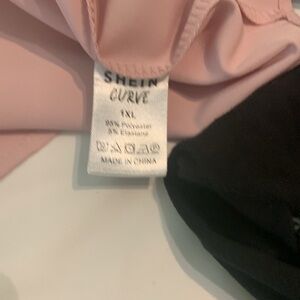 SHEIN
CURVE
1XL
95% Polyester
5% Elastane
MADE IN CHINA